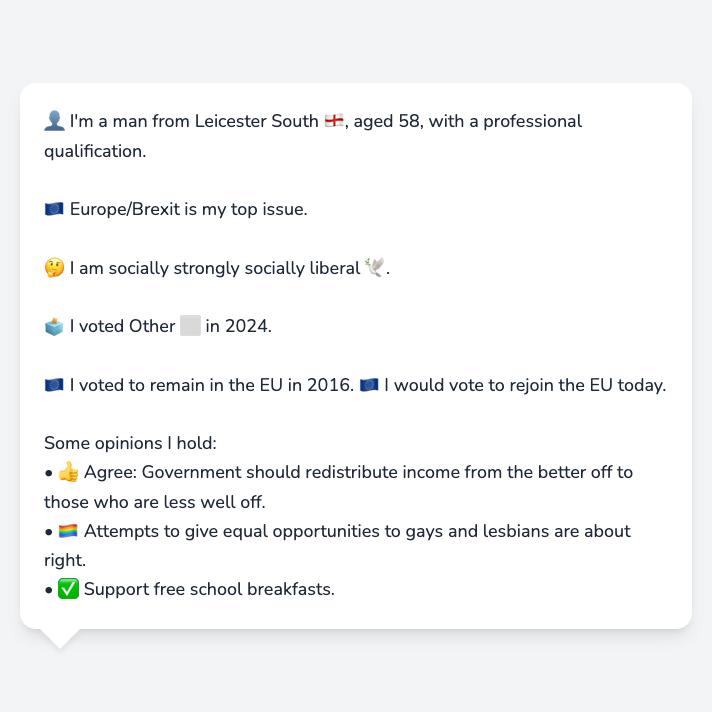 👤 I'm a man from Leicester South 🏴󠁧󠁢󠁥󠁮󠁧󠁿, aged 58, with a professional
qualification.
🇪🇺 Europe/Brexit is my top issue.
🤔 I am socially strongly socially liberal 🕊️.
🗳️ I voted Other ⬜ in 2024.
🇪🇺 I voted to remain in the EU in 2016. 🇪🇺 I would vote to rejoin the EU today.
Some opinions I hold:
• 👍 Agree: Government should redistribute income from the better off to
those who are less well off.
• 🏳️‍🌈 Attempts to give equal opportunities to gays and lesbians are about
right.
• ✅ Support free school breakfasts.